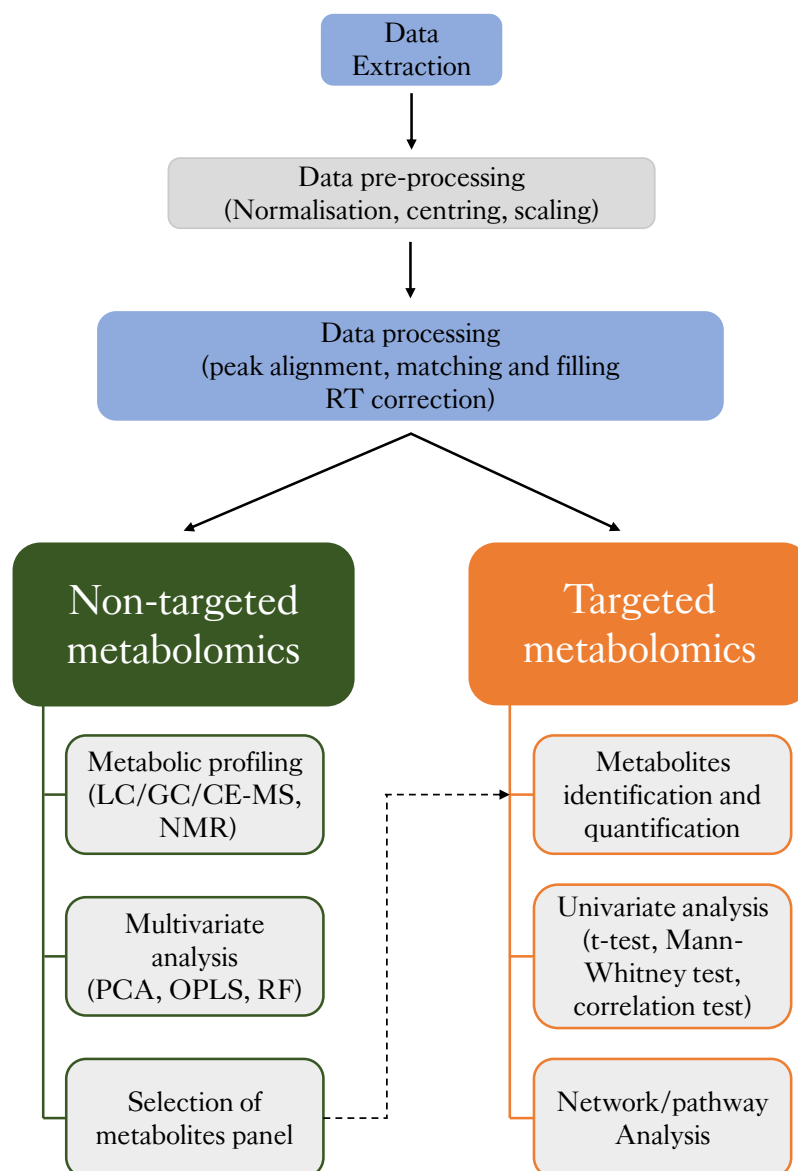 Data
Extraction
Data pre-processing
(Normalisation, centring, scaling)
Data processing
(peak alignment, matching and filling
RT correction)
Non-targeted
metabolomics
Metabolic profiling
(LC/GC/CE-MS,
NMR)
Multivariate
analysis
(PCA, OPLS, RF)
Selection of
metabolites panel
Targeted
metabolomics
Metabolites
identification and
quantification
Univariate analysis
(t-test, Mann-
Whitney test,
correlation test)
Network/pathway
Analysis